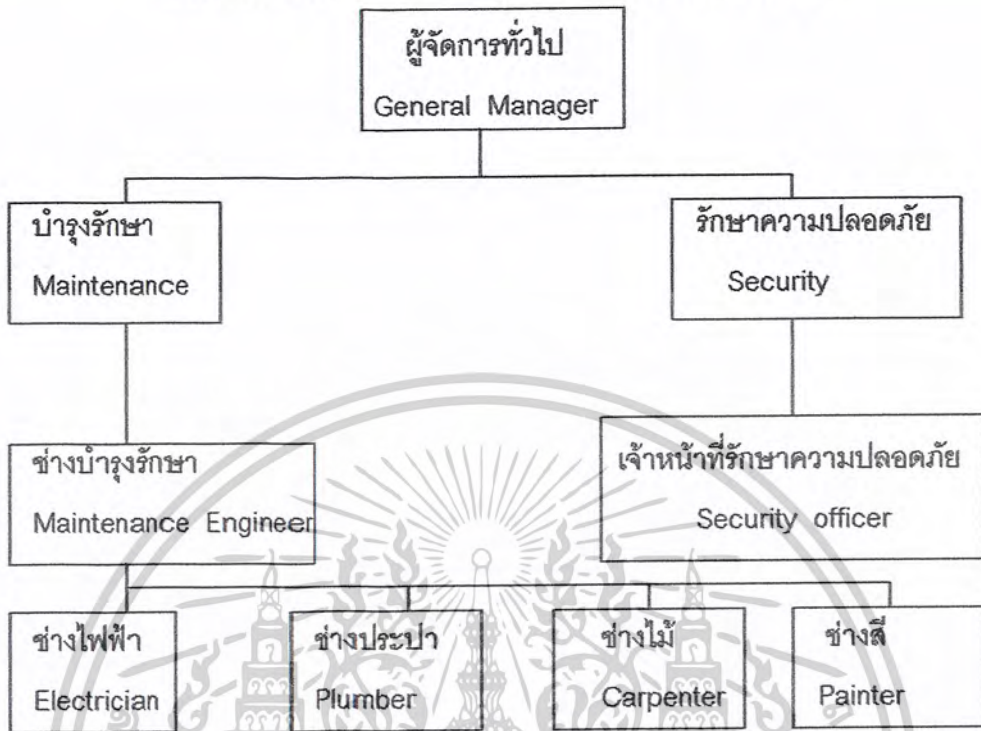 ผู้จัดการทั่วไป
General Manager
บำรุงรักษา
Maintenance
รักษาความปลอดภัย
Security
ช่างบำรุงรักษา
Maintenance Engineer
เจ้าหน้าที่รักษาความปลอดภัย
Security officer
ช่างไฟฟ้า
Electrician
ช่างประปา
Plumber
ช่างไม้
Carpenter
ช่างสี
Painter